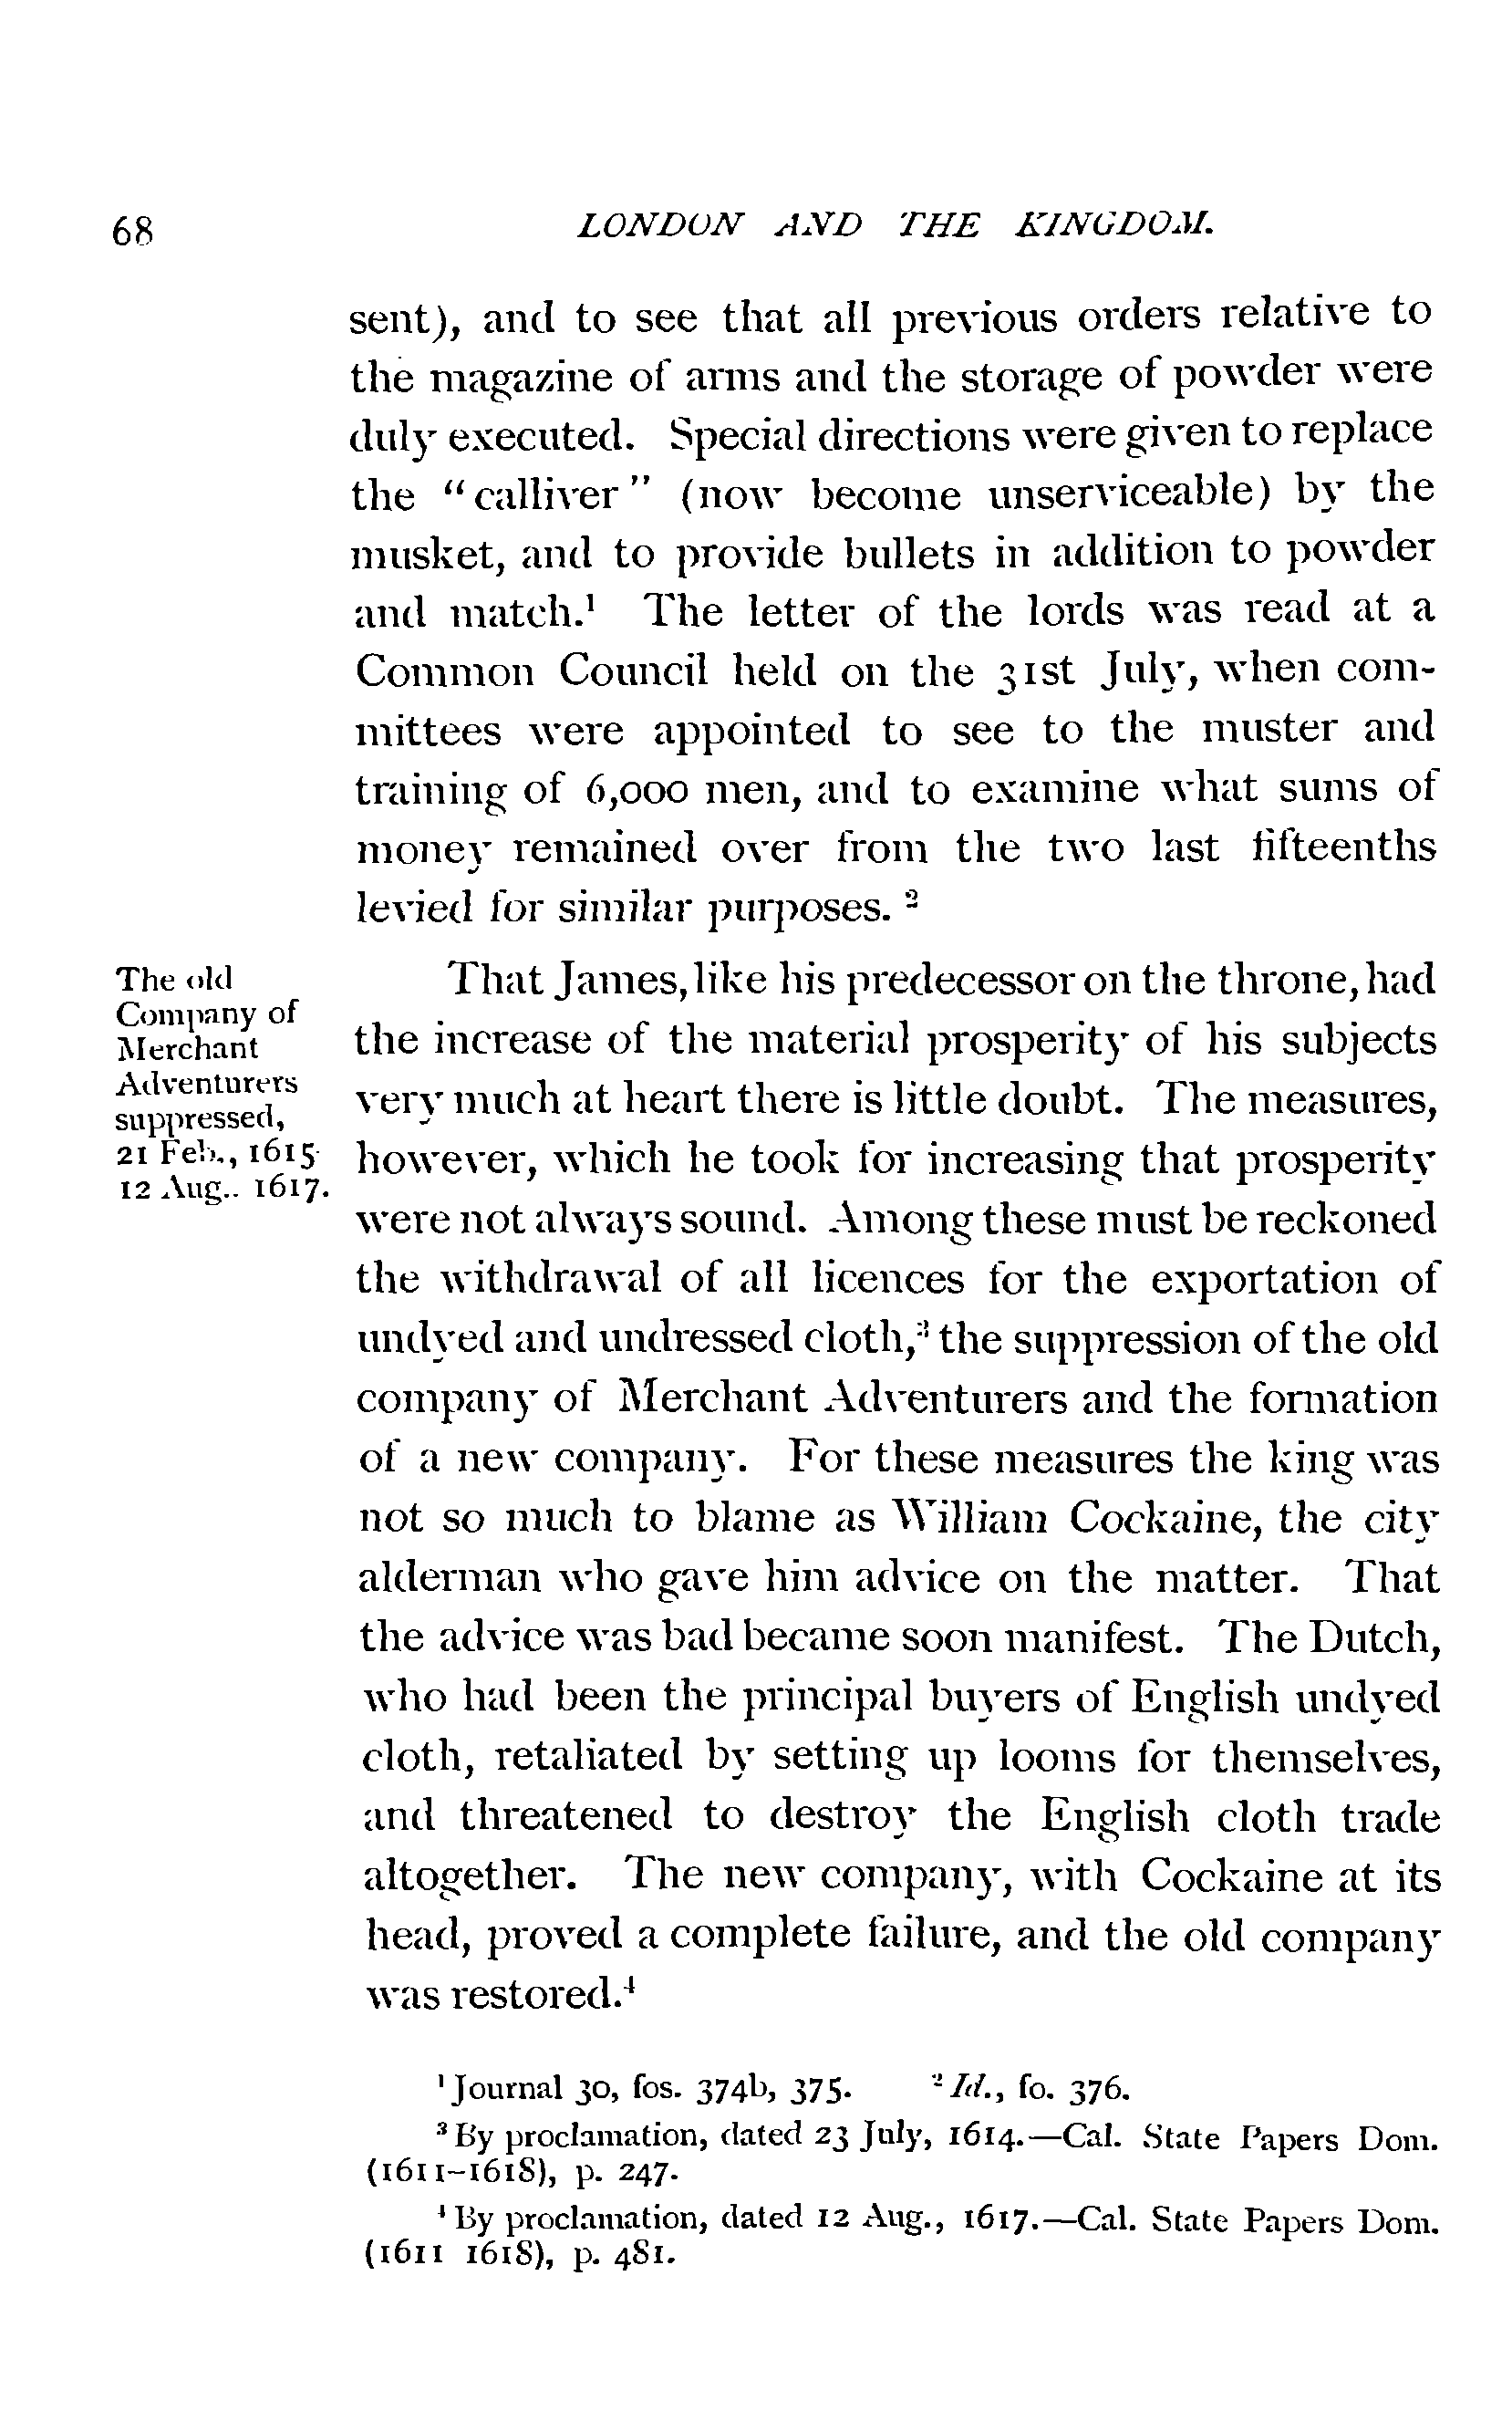 68 LONDON AND THE KINGDOM.
sent), and to see that all previous orders relative to
the magazine of arms and the storage of powder were
duly executed. Special directions were given to replace
the "calliver" (now become unserviceable) by the
musket, and to provide bullets in addition to powder
and match.¹ The letter of the lords was read at a
Common Council held on the 31st July, when com-
mittees were appointed to see to the muster and
training of 6,000 men, and to examine what sums of
money remained over from the two last fifteenths
levied for similar purposes. ²
The old
Company of
Merchant
Adventurers
suppressed,
21 Feb., 1615-
12 Aug., 1617.
That James, like his predecessor on the throne, had
the increase of the material prosperity of his subjects
very much at heart there is little doubt. The measures,
however, which he took for increasing that prosperity
were not always sound. Among these must be reckoned
the withdrawal of all licences for the exportation of
undyed and undressed cloth,³ the suppression of the old
company of Merchant Adventurers and the formation
of a new company. For these measures the king was
not so much to blame as William Cockaine, the city
alderman who gave him advice on the matter. That
the advice was bad became soon manifest. The Dutch,
who had been the principal buyers of English undyed
cloth, retaliated by setting up looms for themselves,
and threatened to destroy the English cloth trade
altogether. The new company, with Cockaine at its
head, proved a complete failure, and the old company
was restored.⁴
¹ Journal 30, fos. 374b, 375. ² Id., fo. 376.
³ By proclamation, dated 23 July, 1614.—Cal. State Papers Dom.
(1611-1618), p. 247.
⁴ By proclamation, dated 12 Aug., 1617.—Cal. State Papers Dom.
(1611 1618), p. 481.